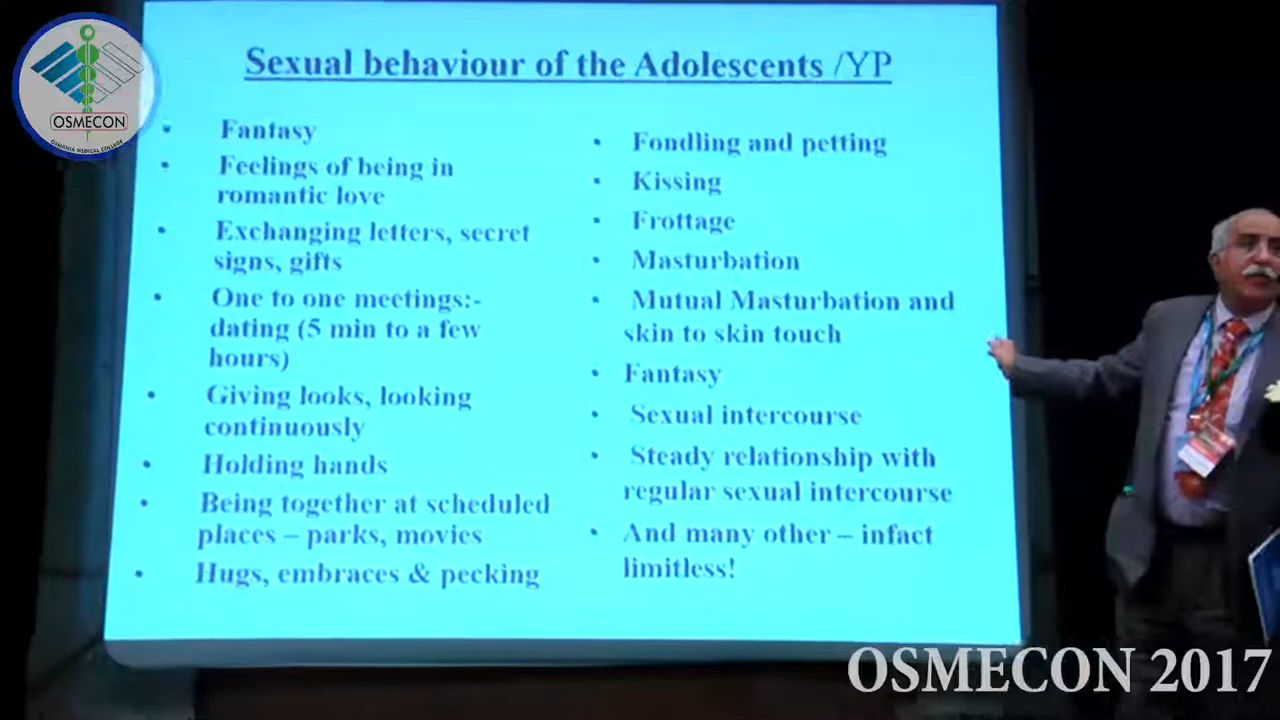 OSMECON
OSMANIA MEDICAL COLLEGE
Sexual behaviour of the Adolescents /YP
• Fantasy
• Feelings of being in
romantic love
• Exchanging letters, secret
signs, gifts
• One to one meetings:-
dating (5 min to a few
hours)
• Giving looks, looking
continuously
• Holding hands
• Being together at scheduled
places – parks, movies
• Hugs, embraces & pecking
• Fondling and petting
• Kissing
• Frottage
• Masturbation
• Mutual Masturbation and
skin to skin touch
• Fantasy
• Sexual intercourse
• Steady relationship with
regular sexual intercourse
• And many other – infact
limitless!
OSMECON 2017